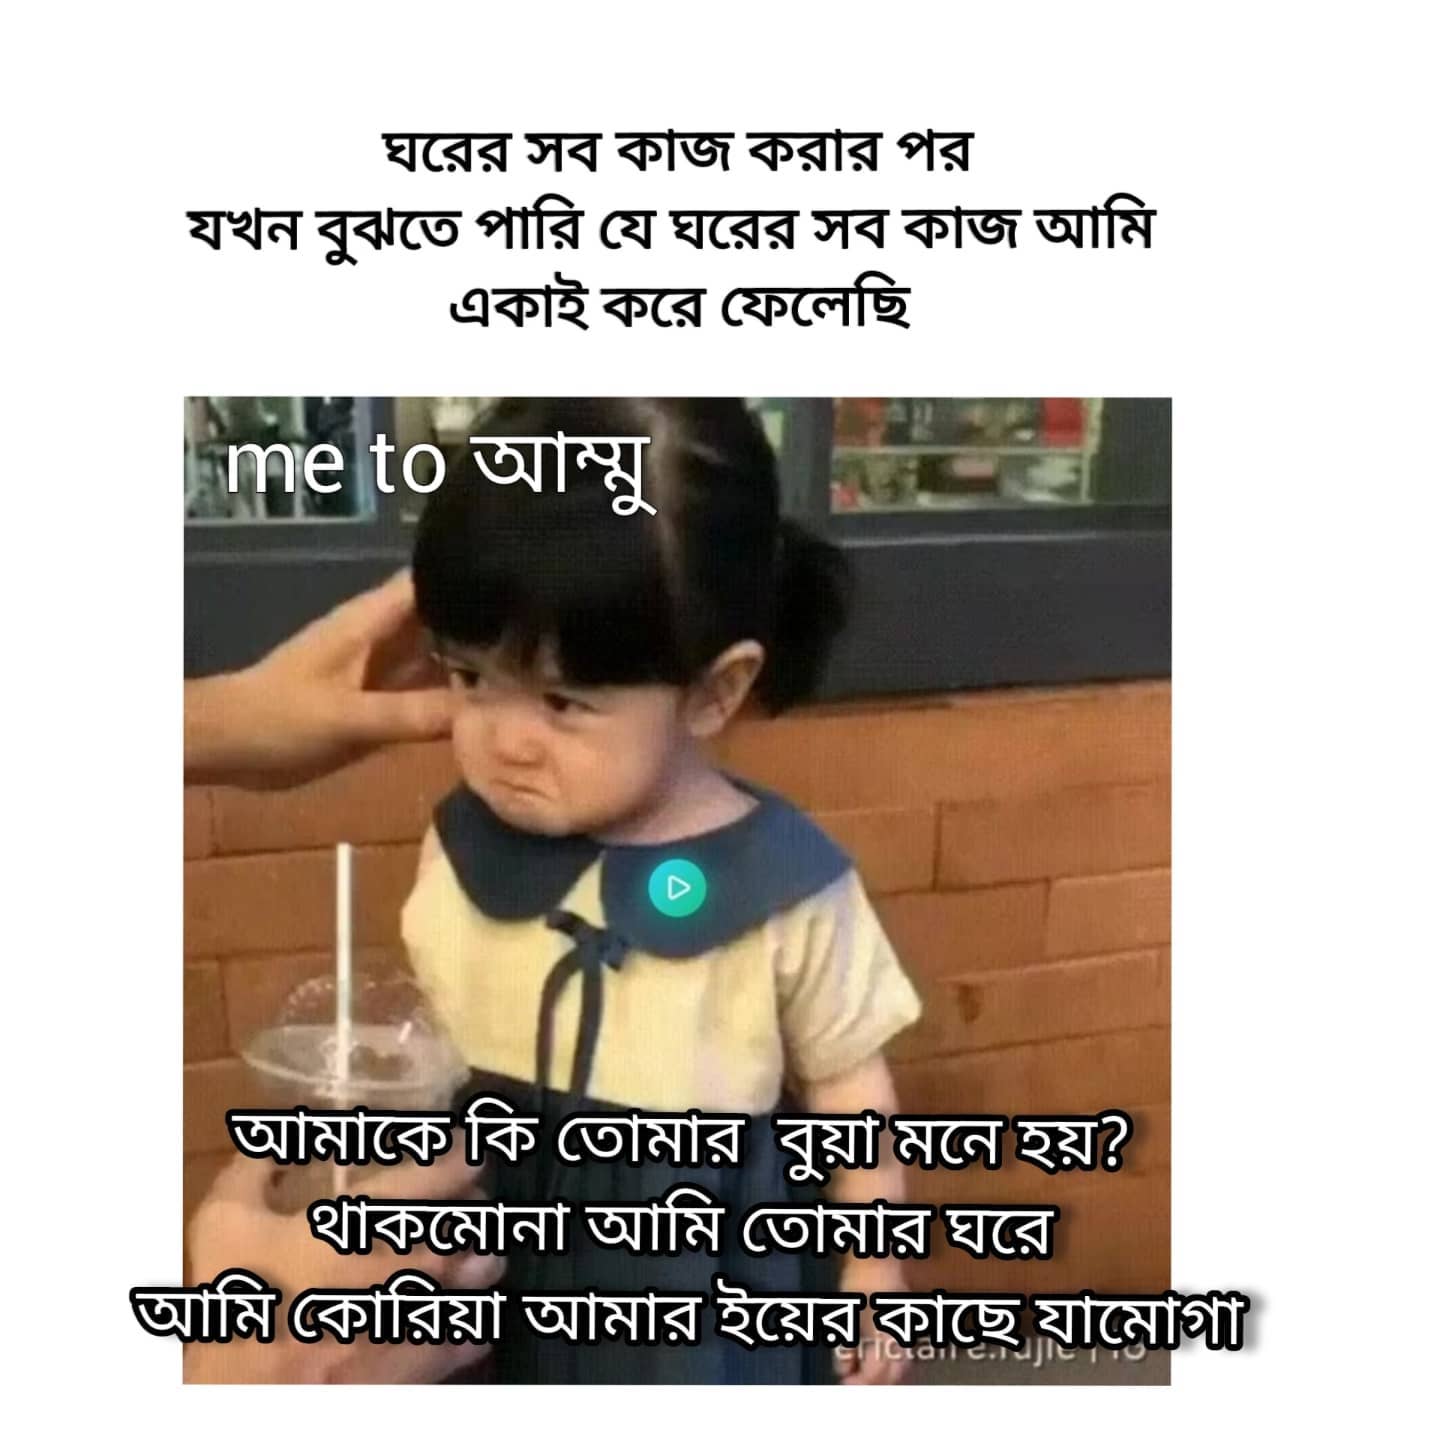 ঘরের সব কাজ করার পর
যখন বুঝতে পারি যে ঘরের সব কাজ আমি
একাই করে ফেলেছি
me to আম্মু
আমাকে কি তোমার বুয়া মনে হয়?
থাকমোনা আমি তোমার ঘরে
আমি কোরিয়া আমার ইয়ের কাছে যামোগা